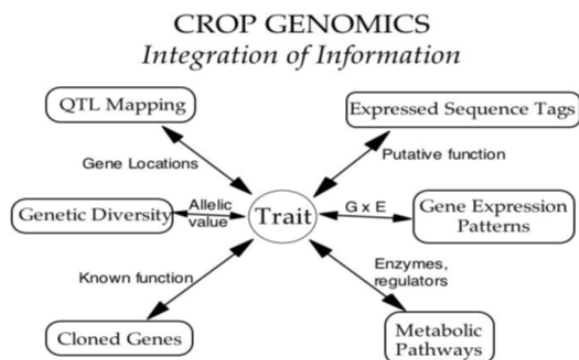 CROP GENOMICS
Integration of Information
QTL Mapping
Expressed Sequence Tags
Gene Locations
Putative function
Genetic Diversity
Allelic
value
Trait
G x E
Gene Expression
Patterns
Known function
Enzymes,
regulators
Cloned Genes
Metabolic
Pathways